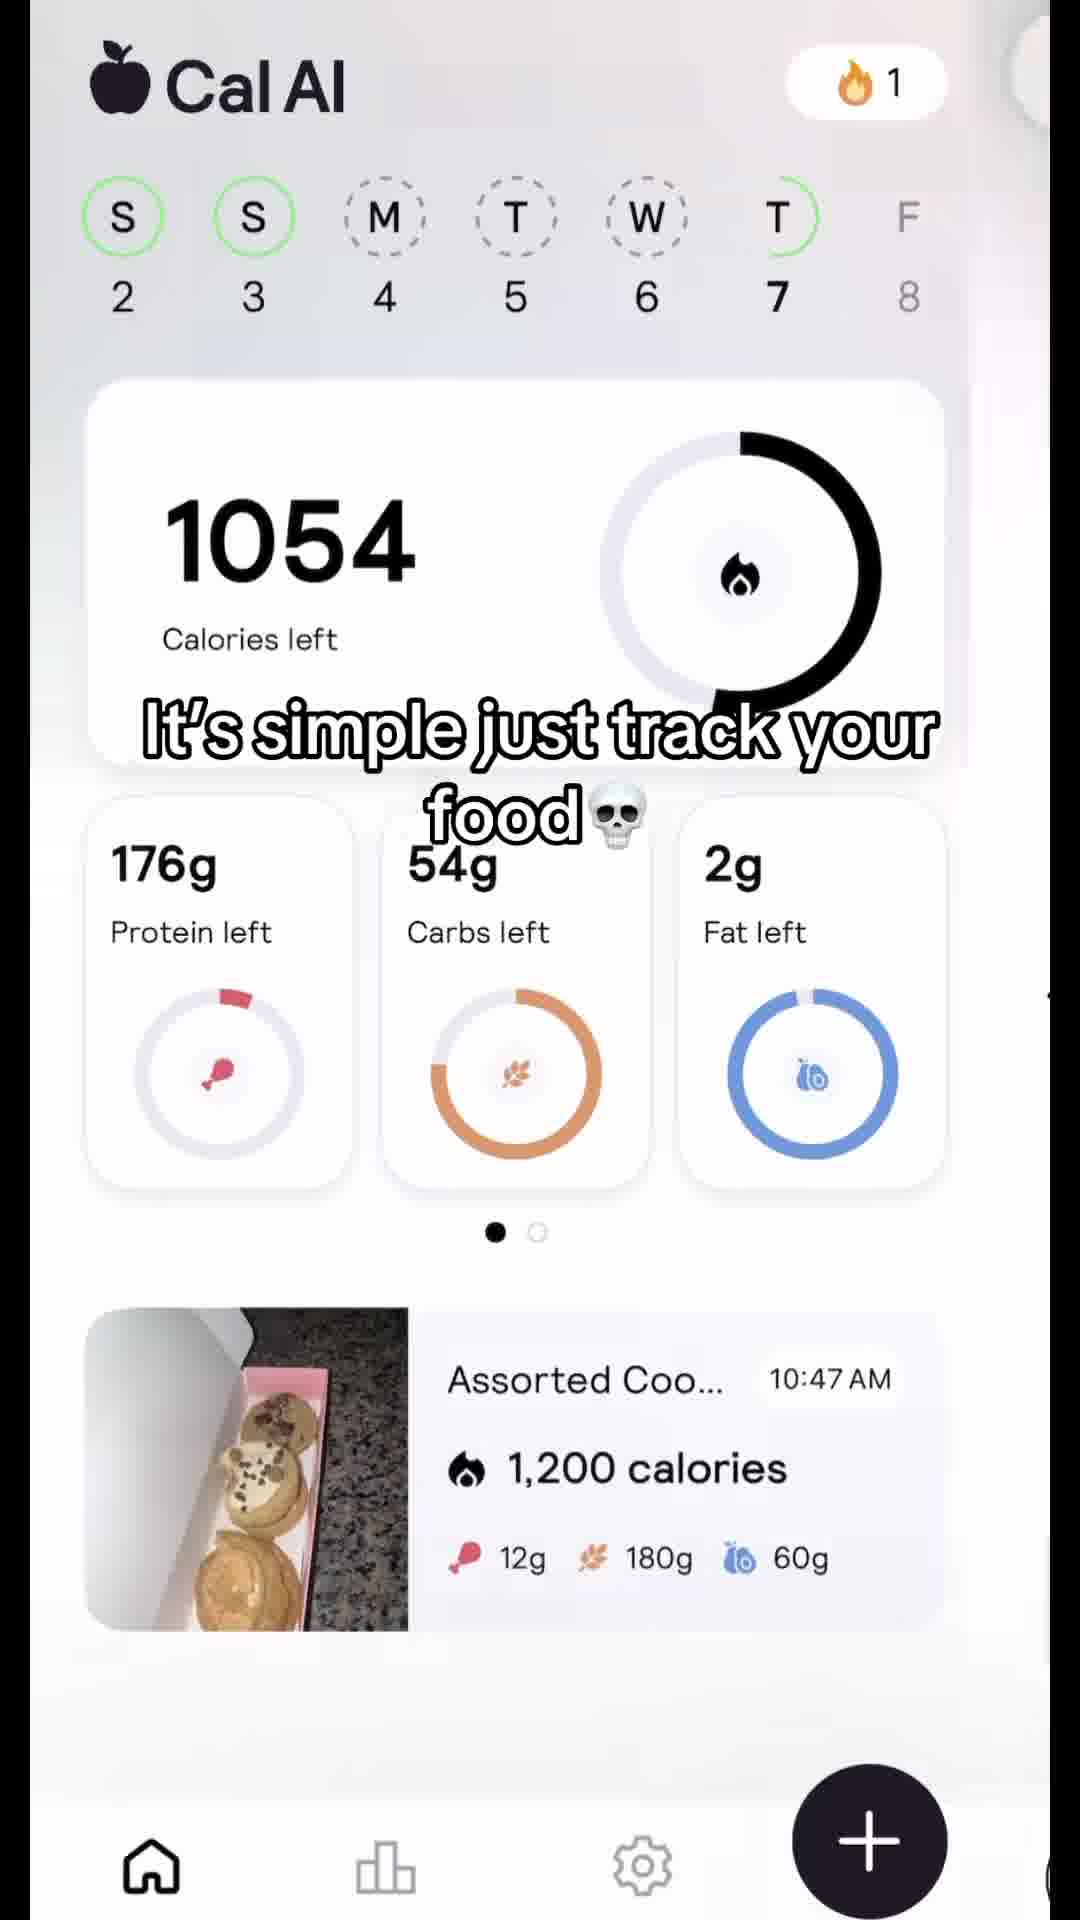 Cal AI
🔥 1
S S M T W T F
2 3 4 5 6 7 8
1054
Calories left
It's simple just track your
food💀
176g 54g 2g
Protein left Carbs left Fat left
Assorted Coo... 10:47 AM
1,200 calories
12g 180g 60g